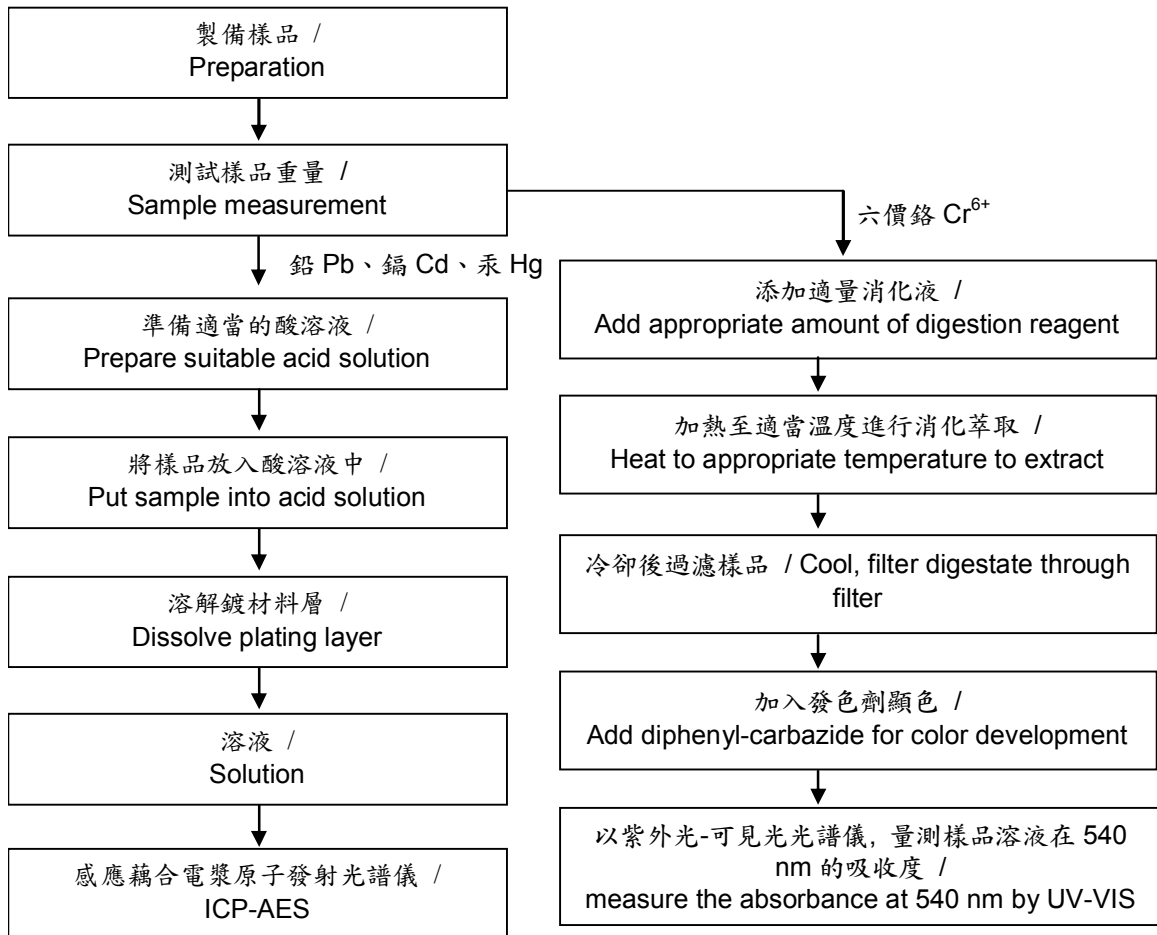 製備樣品 /
Preparation
測試樣品重量 /
Sample measurement
鉛 Pb、鎘 Cd、汞 Hg
準備適當的酸溶液 /
Prepare suitable acid solution
將樣品放入酸溶液中 /
Put sample into acid solution
溶解鍍材料層 /
Dissolve plating layer
溶液 /
Solution
感應藕合電漿原子發射光譜儀 /
ICP-AES
六價鉻 Cr⁶⁺
添加適量消化液 /
Add appropriate amount of digestion reagent
加熱至適當溫度進行消化萃取 /
Heat to appropriate temperature to extract
冷卻後過濾樣品 / Cool, filter digestate through
filter
加入發色劑顯色 /
Add diphenyl-carbazide for color development
以紫外光-可見光光譜儀, 量測樣品溶液在 540
nm 的吸收度 /
measure the absorbance at 540 nm by UV-VIS